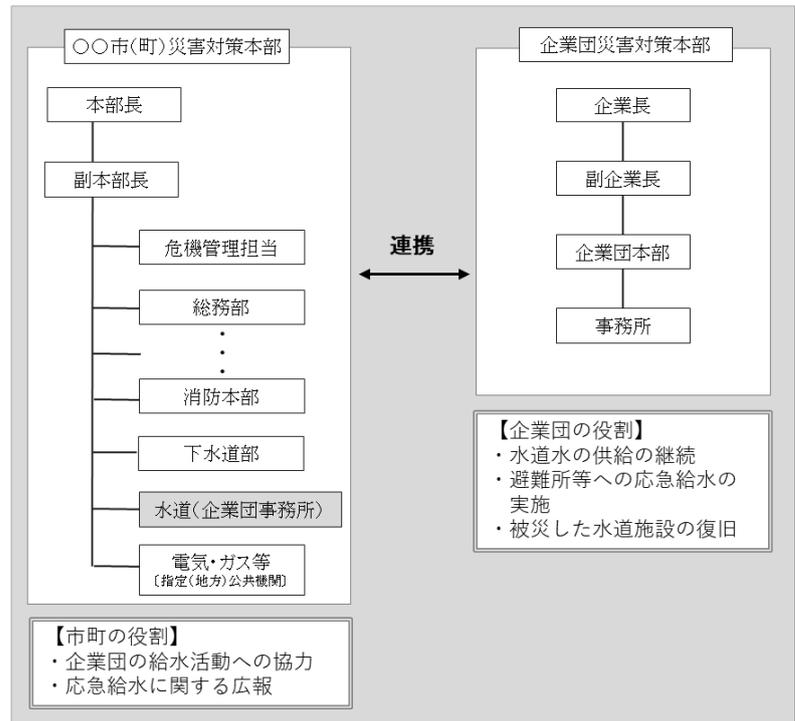 ○○市(町)災害対策本部
本部長
副本部長
危機管理担当
総務部
・
・
・
消防本部
下水道部
水道(企業団事務所)
電気・ガス等
〔指定(地方)公共機関〕
【市町の役割】
・企業団の給水活動への協力
・応急給水に関する広報
連携
企業団災害対策本部
企業長
副企業長
企業団本部
事務所
【企業団の役割】
・水道水の供給の継続
・避難所等への応急給水の
実施
・被災した水道施設の復旧